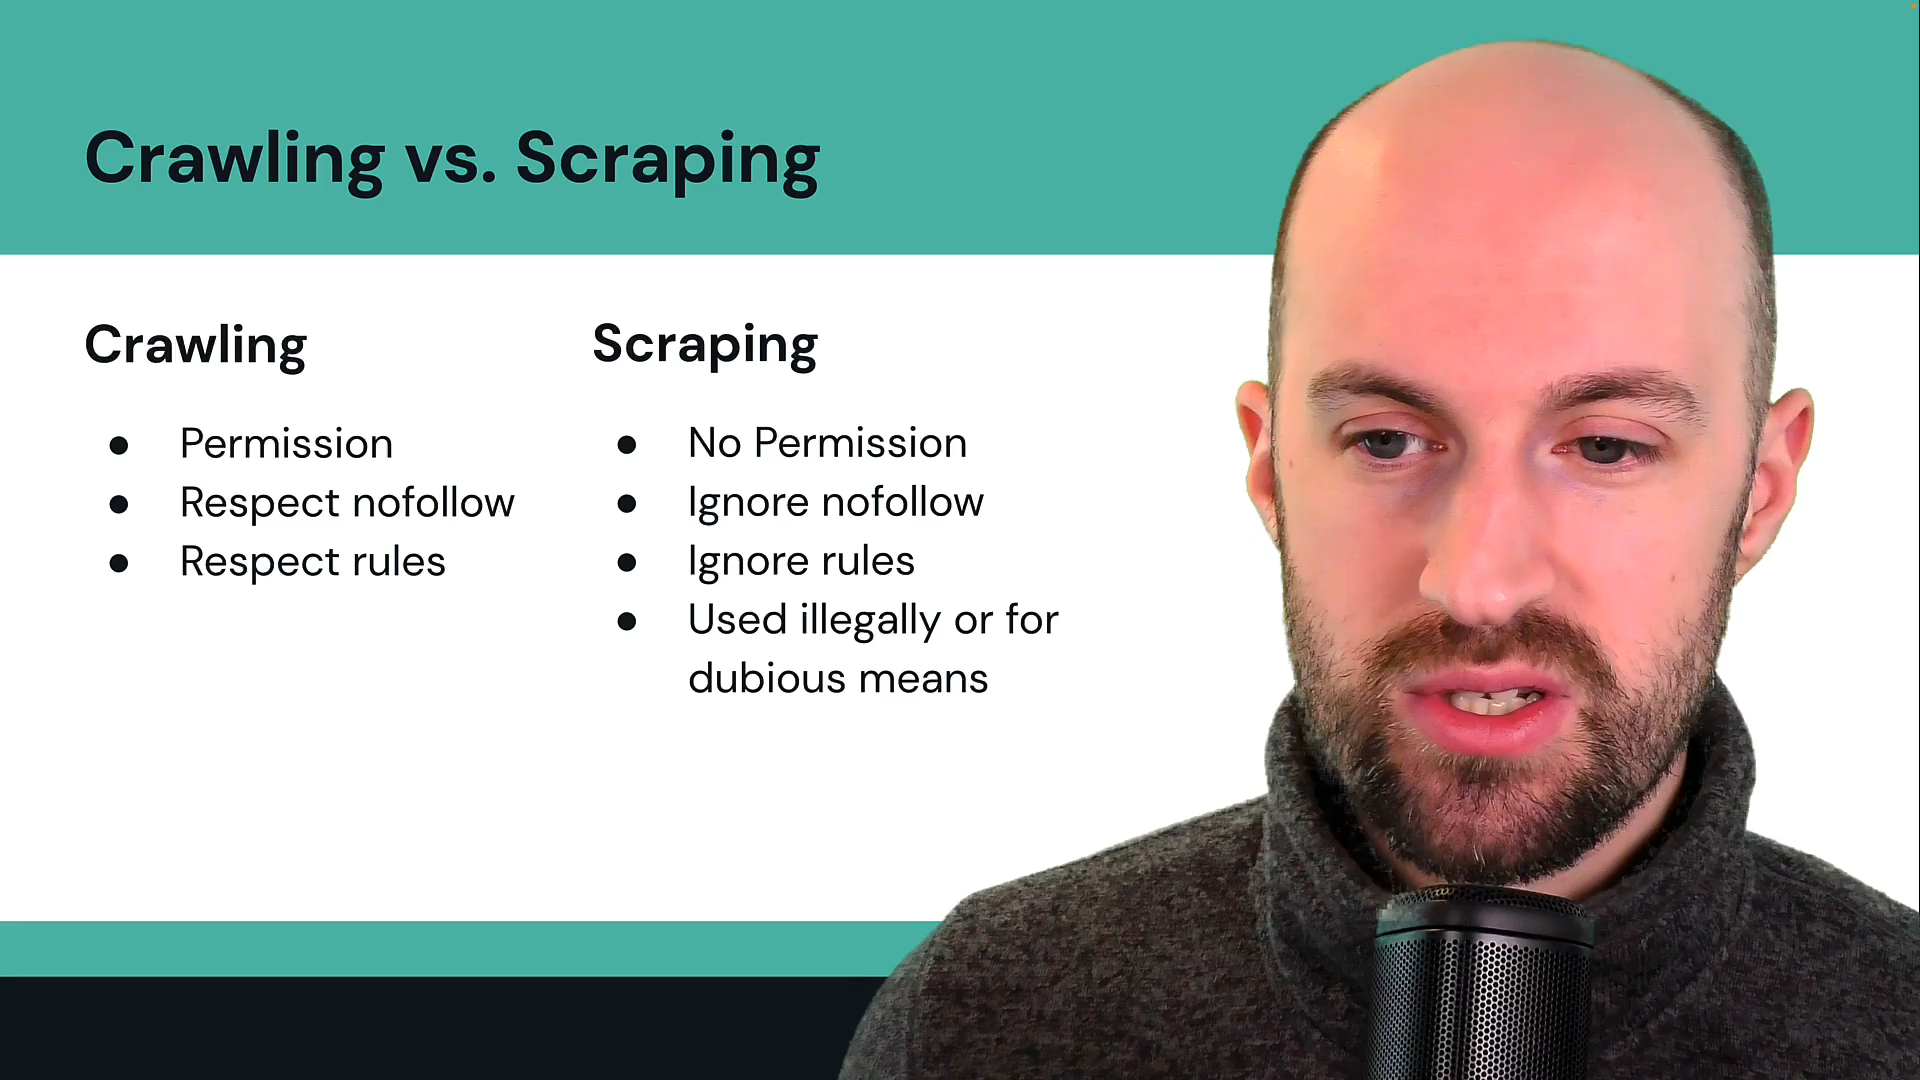 Crawling vs. Scraping
Crawling
Permission
Respect nofollow
Respect rules
Scraping
No Permission
Ignore nofollow
Ignore rules
Used illegally or for
dubious means